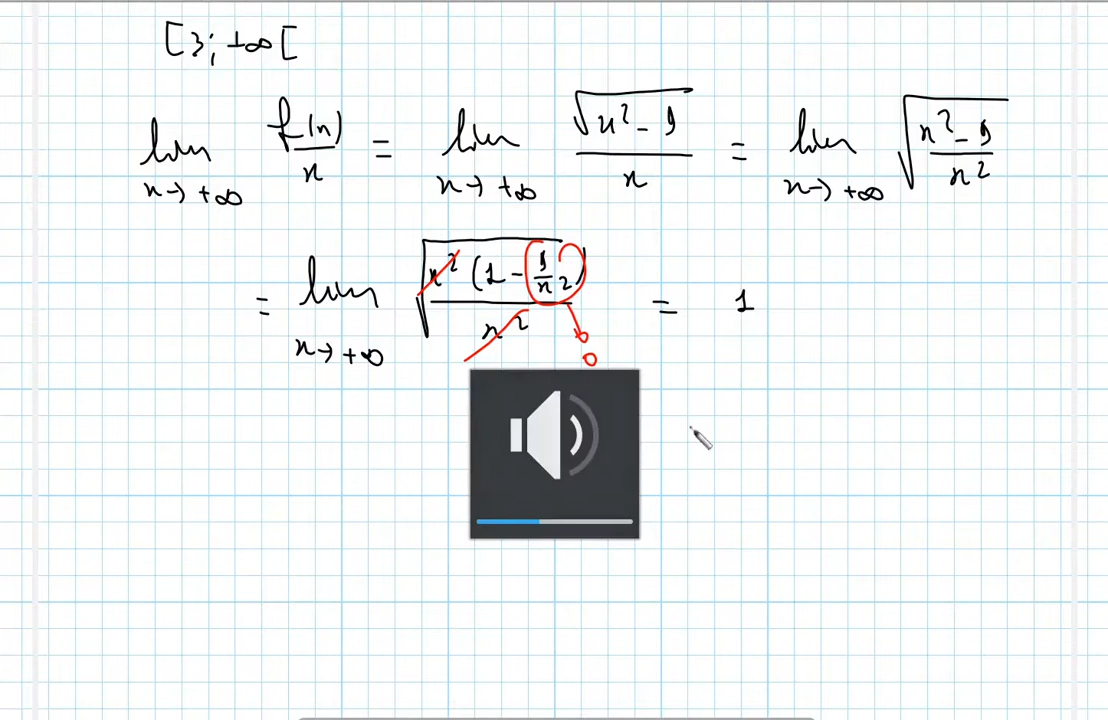 [3; +∞[
lim x→+∞ f(x)/x = lim x→+∞ √(x² - 9)/x = lim x→+∞ √((x² - 9)/x²)
= lim x→+∞ √(x² (1 - 9/x²)/x²) = 1
0